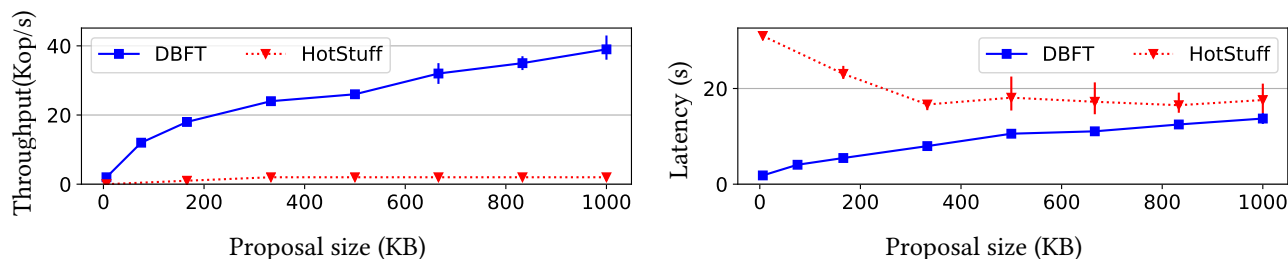 Throughput(Kop/s)
40
20
0
DBFT
HotStuff
0
200
400
600
800
1000
Proposal size (KB)
Latency (s)
20
0
DBFT
HotStuff
0
200
400
600
800
1000
Proposal size (KB)